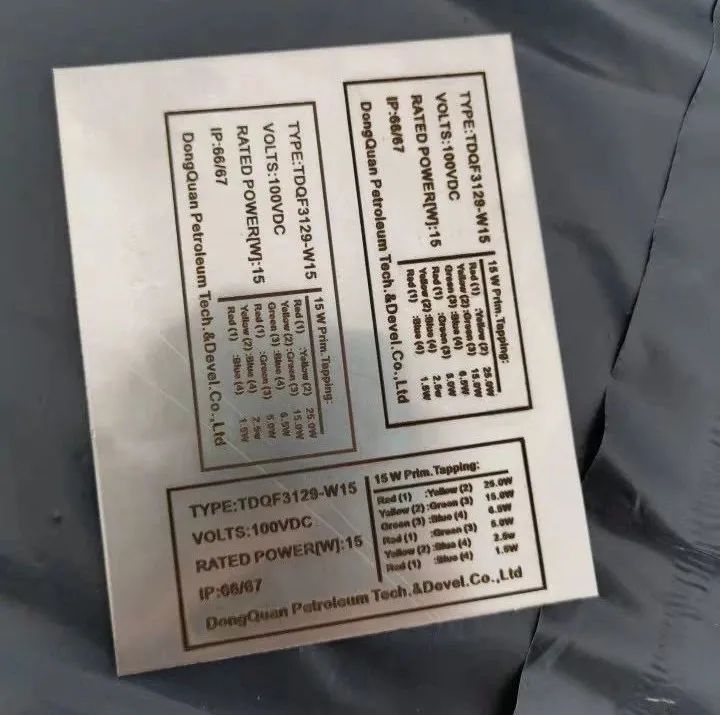 TYPE:TDQF3129-W15
VOLTS:100VDC
RATED POWER[W]:15
IP:66/67
15 W Prim.Tapping:
Red (1) :Yellow (2) 25.0W
Yellow (2) :Green (3) 15.0W
Green (3) :Blue (4) 6.5W
Red (1) :Green (3) 5.0W
Yellow (2) :Blue (4) 2.5w
Red (1) :Blue (4) 1.5W
DongQuan Petroleum Tech.&Devel.Co.,Ltd
TYPE:TDQF3129-W15
VOLTS:100VDC
RATED POWER[W]:15
IP:66/67
15 W Prim.Tapping:
Red (1) :Yellow (2) 25.0W
Yellow (2) :Green (3) 15.0W
Green (3) :Blue (4) 6.5W
Red (1) :Green (3) 5.0W
Yellow (2) :Blue (4) 2.5w
Red (1) :Blue (4) 1.5W
DongQuan Petroleum Tech.&Devel.Co.,Ltd
TYPE:TDQF3129-W15
VOLTS:100VDC
RATED POWER[W]:15
IP:66/67
15 W Prim.Tapping:
Red (1) :Yellow (2) 25.0W
Yellow (2) :Green (3) 15.0W
Green (3) :Blue (4) 6.5W
Red (1) :Green (3) 5.0W
Yellow (2) :Blue (4) 2.5w
Red (1) :Blue (4) 1.5W
DongQuan Petroleum Tech.&Devel.Co.,Ltd